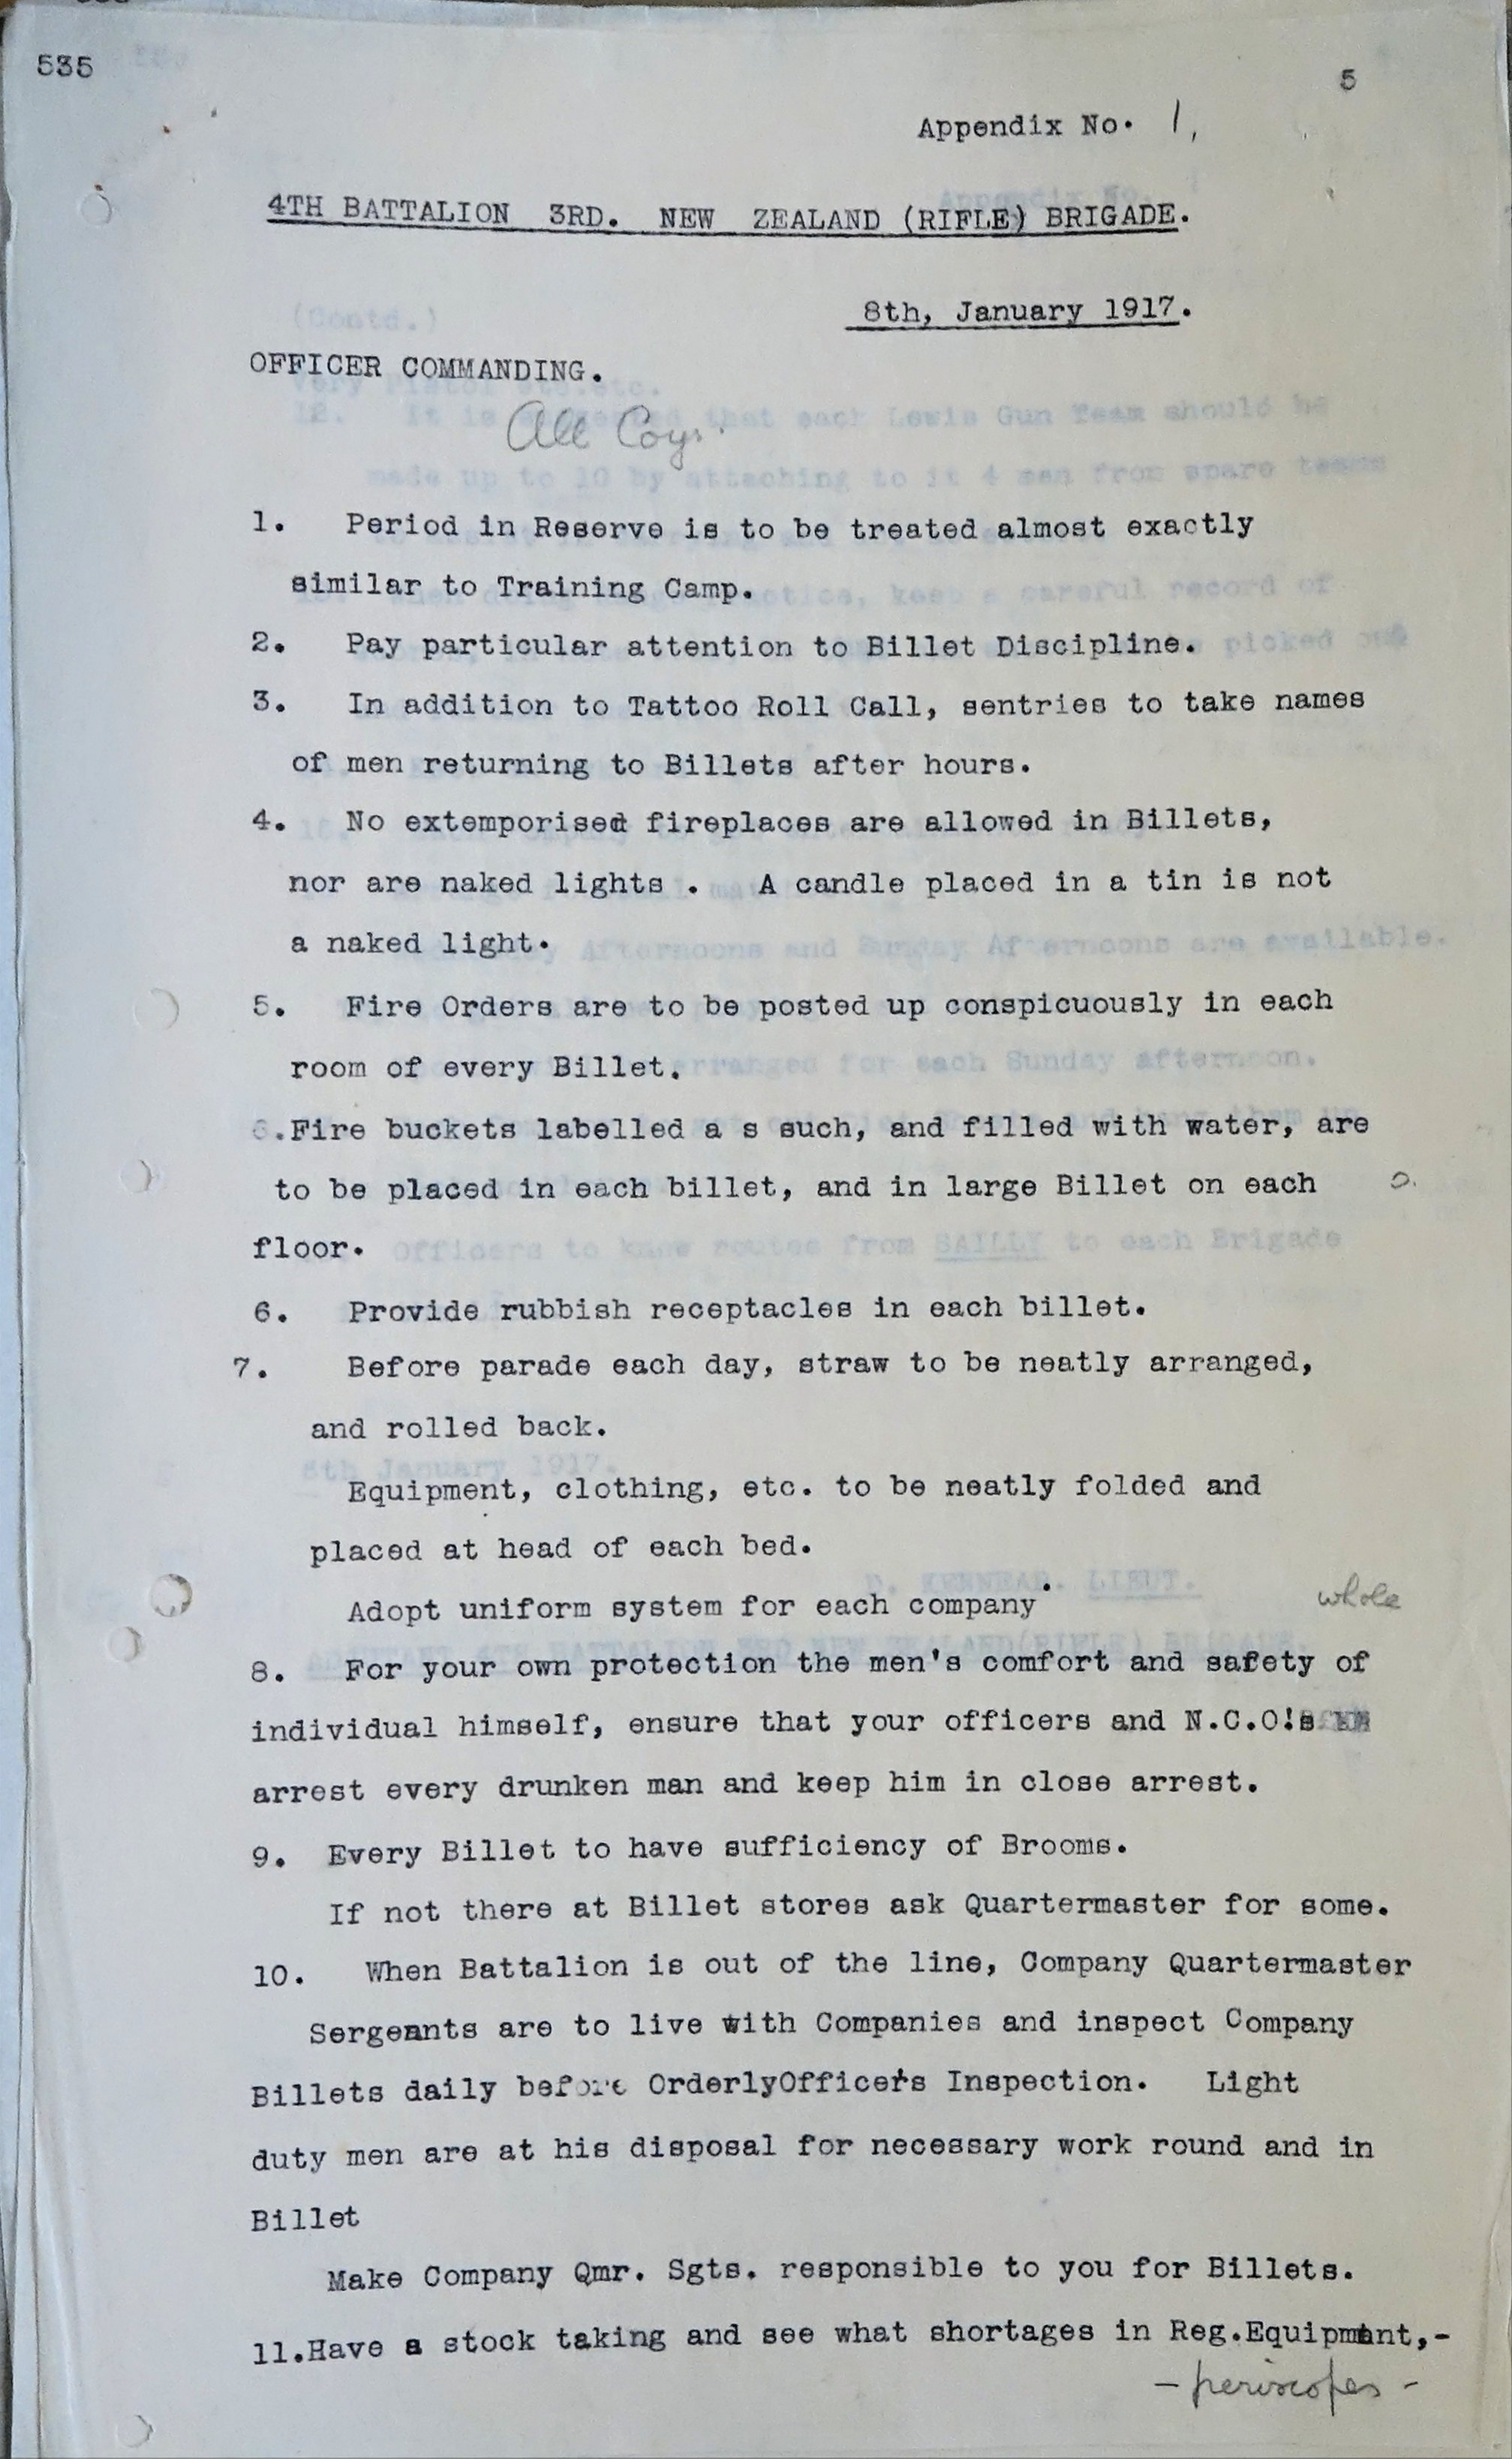 535
5
Appendix No. 1,
4TH BATTALION 3RD. NEW ZEALAND (RIFLE) BRIGADE.
8th, January 1917.
OFFICER COMMANDING.
All Coys.
1. Period in Reserve is to be treated almost exactly
similar to Training Camp.
2. Pay particular attention to Billet Discipline.
3. In addition to Tattoo Roll Call, sentries to take names
of men returning to Billets after hours.
4. No extemporised fireplaces are allowed in Billets,
nor are naked lights . A candle placed in a tin is not
a naked light.
5. Fire Orders are to be posted up conspicuously in each
room of every Billet.
6.Fire buckets labelled a s such, and filled with water, are
to be placed in each billet, and in large Billet on each
floor.
6. Provide rubbish receptacles in each billet.
7. Before parade each day, straw to be neatly arranged,
and rolled back.
Equipment, clothing, etc. to be neatly folded and
placed at head of each bed.
Adopt uniform system for each company.
whole
8. For your own protection the men's comfort and safety of
individual himself, ensure that your officers and N.C.O!s
arrest every drunken man and keep him in close arrest.
9. Every Billet to have sufficiency of Brooms.
If not there at Billet stores ask Quartermaster for some.
10. When Battalion is out of the line, Company Quartermaster
Sergeants are to live with Companies and inspect Company
Billets daily before OrderlyOfficer's Inspection. Light
duty men are at his disposal for necessary work round and in
Billet
Make Company Qmr. Sgts. responsible to you for Billets.
11.Have a stock taking and see what shortages in Reg.Equipment,-
- periscopes -